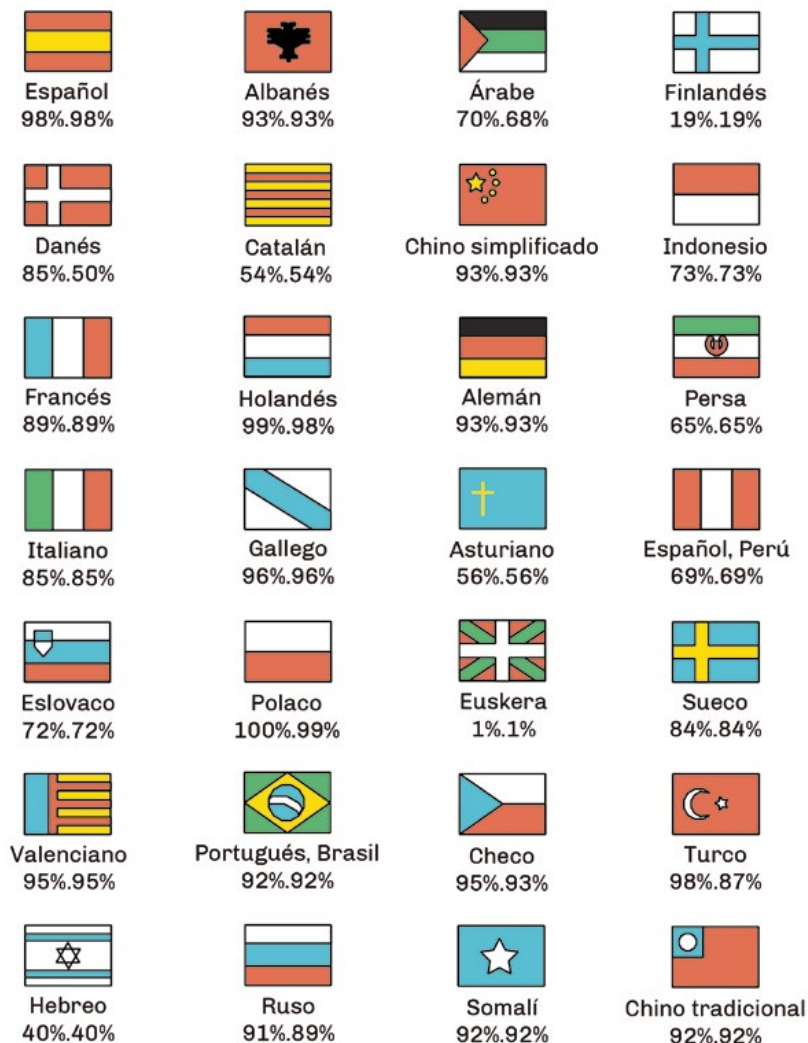 Español
98%.98%
Albanés
93%.93%
Árabe
70%.68%
Finlandés
19%.19%
Danés
85%.50%
Catalán
54%.54%
Chino simplificado
93%.93%
Indonesio
73%.73%
Francés
89%.89%
Holandés
99%.98%
Alemán
93%.93%
Persa
65%.65%
Italiano
85%.85%
Gallego
96%.96%
Asturiano
56%.56%
Español, Perú
69%.69%
Eslovaco
72%.72%
Polaco
100%.99%
Euskera
1%.1%
Sueco
84%.84%
Valenciano
95%.95%
Portugués, Brasil
92%.92%
Checo
95%.93%
Turco
98%.87%
Hebreo
40%.40%
Ruso
91%.89%
Somalí
92%.92%
Chino tradicional
92%.92%